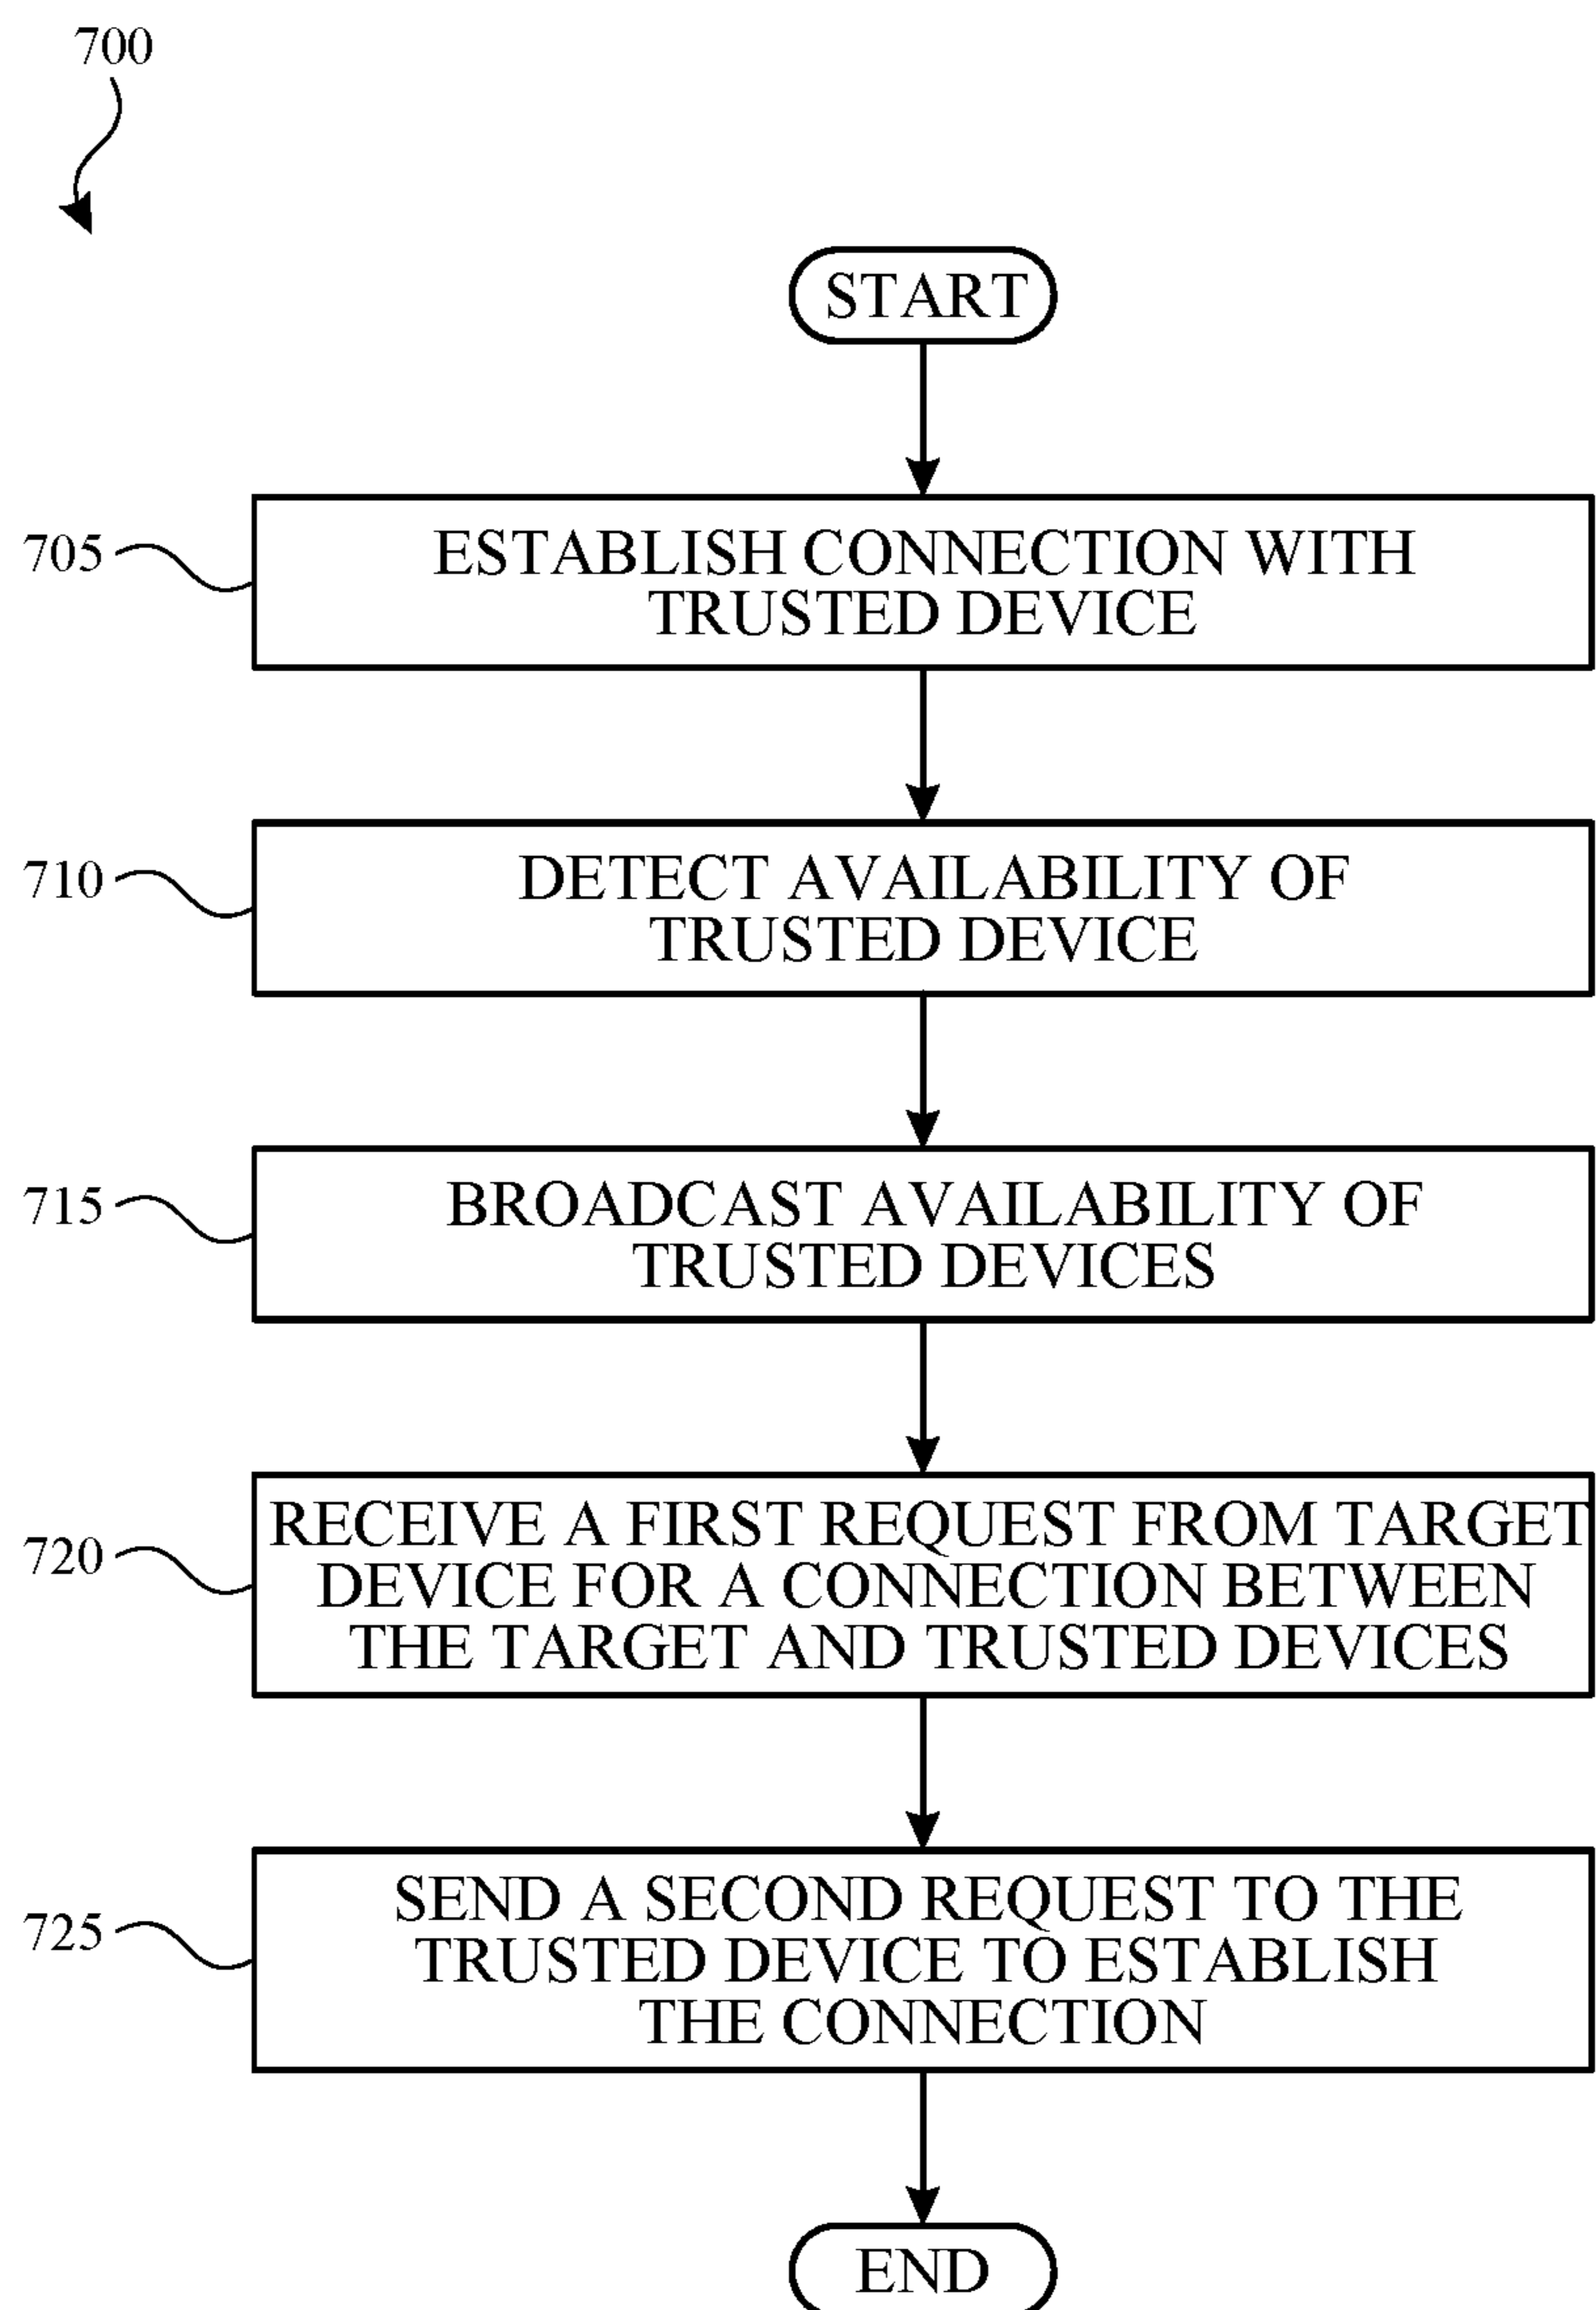 700
START
705
ESTABLISH CONNECTION WITH
TRUSTED DEVICE
710
DETECT AVAILABILITY OF
TRUSTED DEVICE
715
BROADCAST AVAILABILITY OF
TRUSTED DEVICES
720
RECEIVE A FIRST REQUEST FROM TARGET
DEVICE FOR A CONNECTION BETWEEN
THE TARGET AND TRUSTED DEVICES
725
SEND A SECOND REQUEST TO THE
TRUSTED DEVICE TO ESTABLISH
THE CONNECTION
END